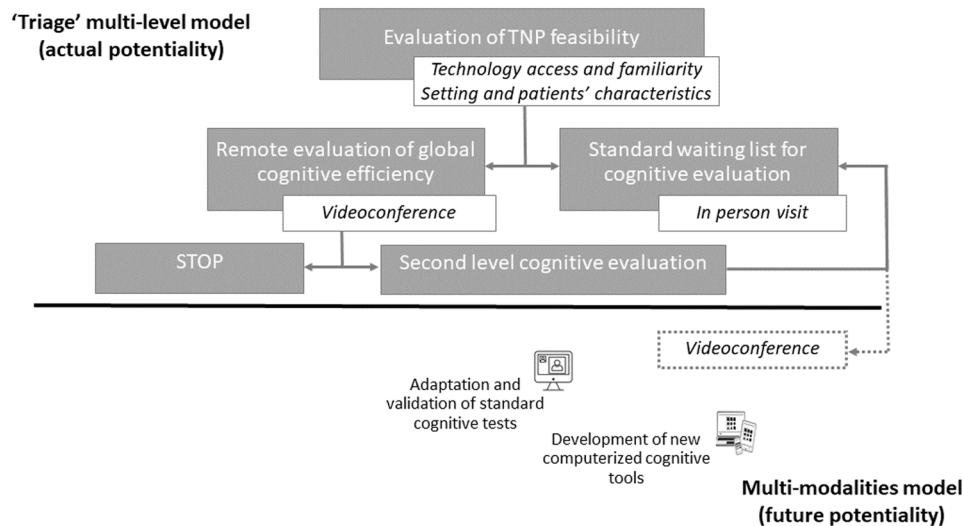 ‘Triage’ multi-level model
(actual potentiality)
Evaluation of TNP feasibility
Technology access and familiarity
Setting and patients’ characteristics
Remote evaluation of global
cognitive efficiency
Videoconference
Standard waiting list for
cognitive evaluation
In person visit
STOP
Second level cognitive evaluation
Videoconference
Adaptation and
validation of standard
cognitive tests
Development of new
computerized cognitive
tools
Multi-modalities model
(future potentiality)